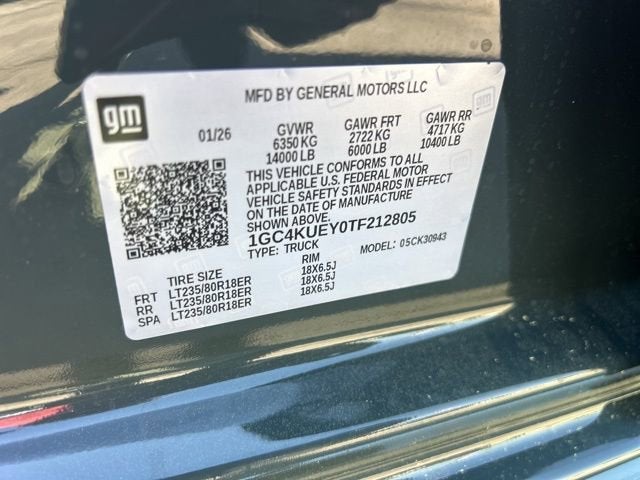 gm
MFD BY GENERAL MOTORS LLC
01/26 GVWR GAWR FRT GAWR RR
6350 KG 2722 KG 4717 KG
14000 LB 6000 LB 10400 LB
THIS VEHICLE CONFORMS TO ALL
APPLICABLE U.S. FEDERAL MOTOR
VEHICLE SAFETY STANDARDS IN EFFECT
ON THE DATE OF MANUFACTURE
SHOWN ABOVE.
1GC4KUEY0TF212805
TYPE: TRUCK MODEL: 05CK30943
TIRE SIZE RIM
FRT LT235/80R18ER 18X6.5J
RR LT235/80R18ER 18X6.5J
SPA LT235/80R18ER 18X6.5J